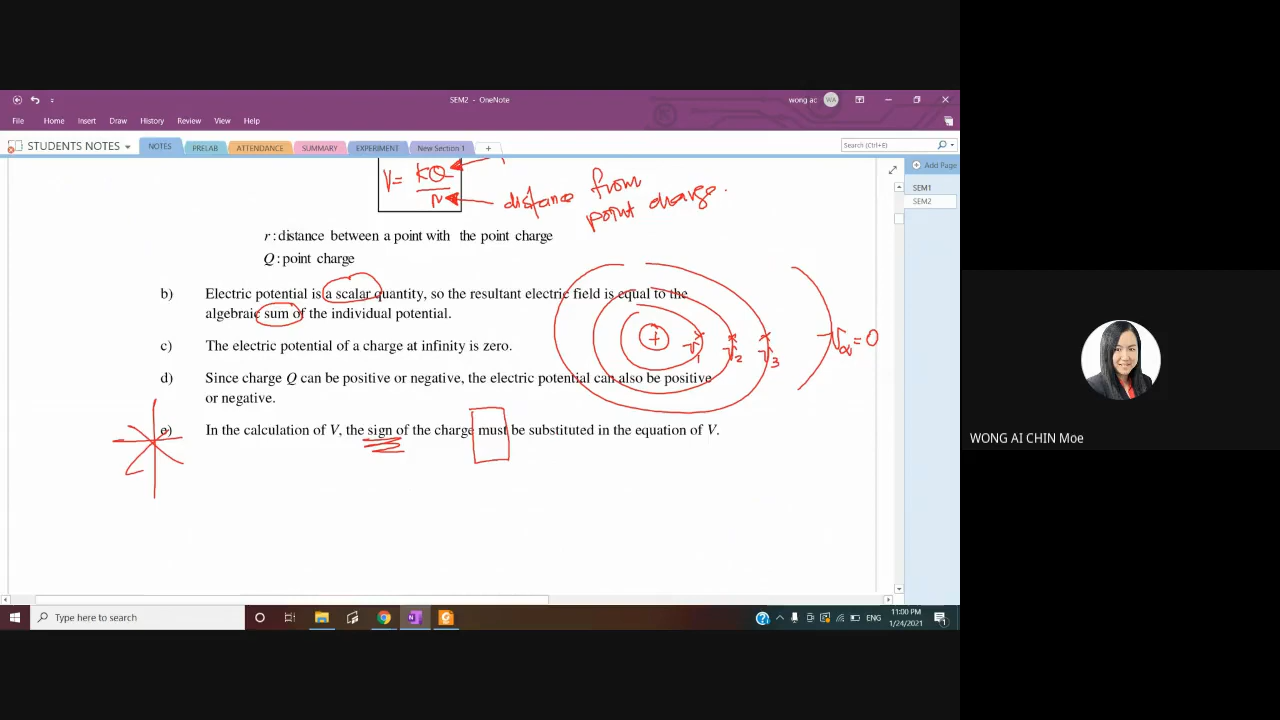 SEM2 - OneNote
wong ac
WA
File
Home
Insert
Draw
History
Review
View
Help
STUDENTS NOTES
NOTES
PRELAB
ATTENDANCE
SUMMARY
EXPERIMENT
New Section 1
+
Search (Ctrl+E)
Add Page
SEM1
SEM2
V = kQ
r
distance from
point charge.
r : distance between a point with the point charge
Q : point charge
b) Electric potential is a scalar quantity, so the resultant electric field is equal to the
algebraic sum of the individual potential.
+
V1
V2
V3
V∞ = 0
c) The electric potential of a charge at infinity is zero.
d) Since charge Q can be positive or negative, the electric potential can also be positive
or negative.
e) In the calculation of V, the sign of the charge must be substituted in the equation of V.
WONG AI CHIN Moe
Type here to search
ENG
11:00 PM
1/24/2021